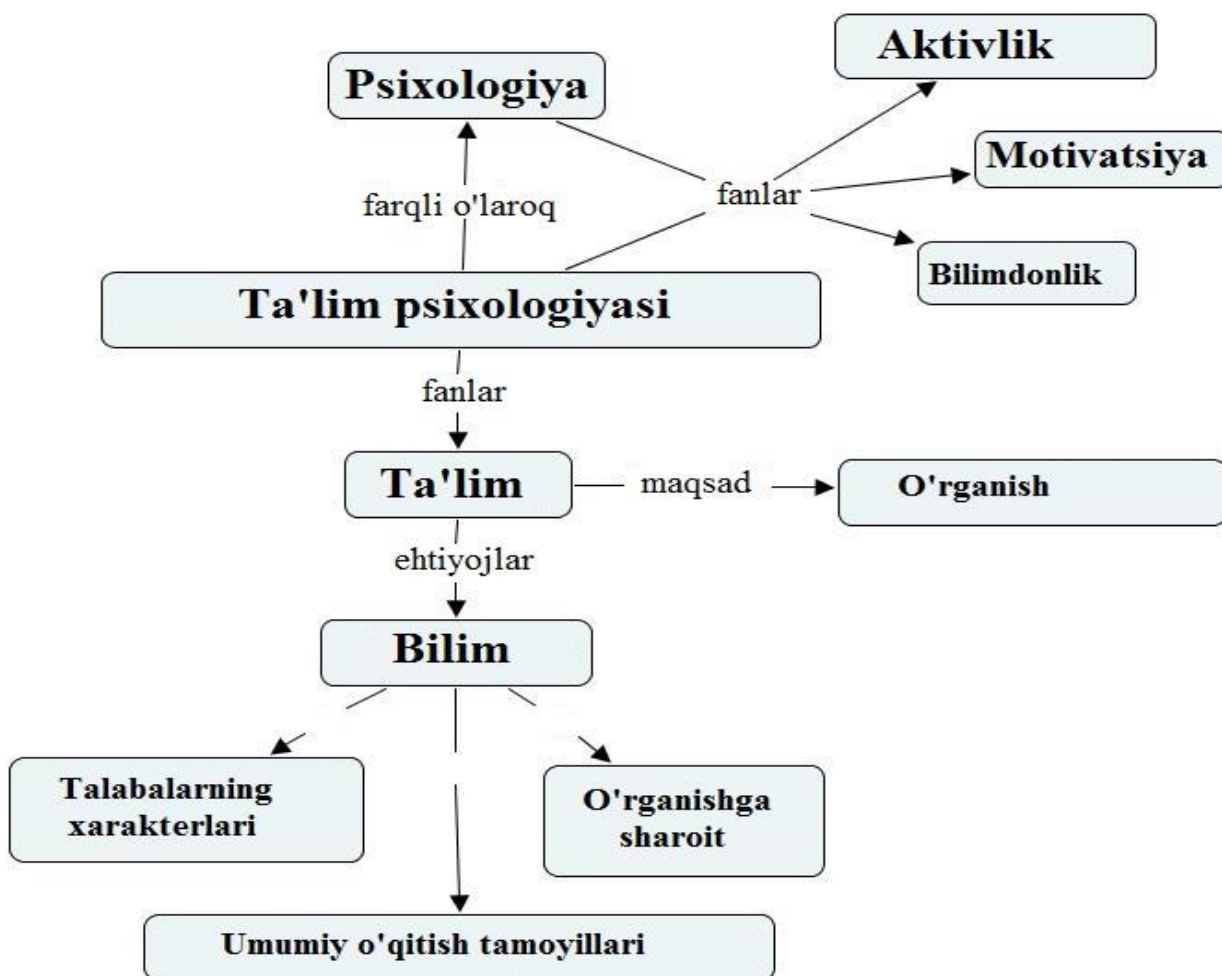 Aktivlik
Psixologiya
Motivatsiya
fanlar
farqli o'laroq
Bilimdonlik
Ta'lim psixologiyasi
fanlar
Ta'lim
maqsad
O'rganish
ehtiyojlar
Bilim
Talabalarning
xarakterlari
O'rganishga
sharoit
Umumiy o'qitish tamoyillari